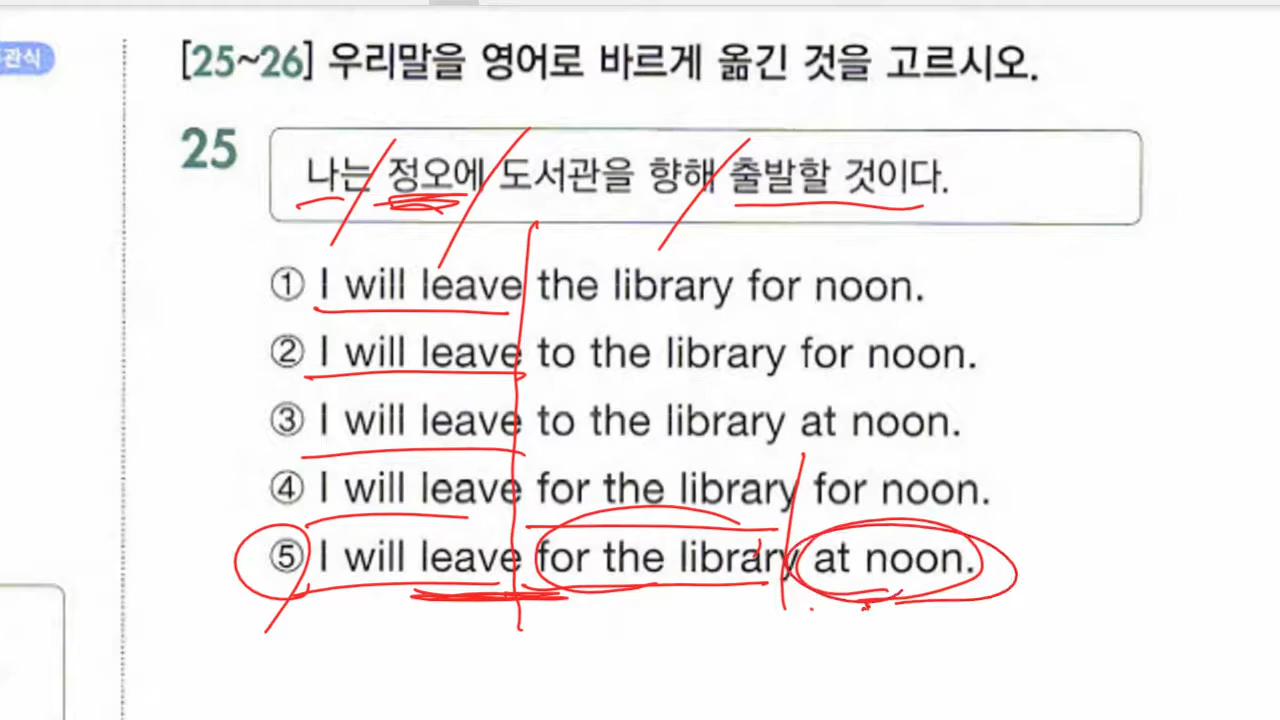 관식
[25~26] 우리말을 영어로 바르게 옮긴 것을 고르시오.
25
나는 정오에 도서관을 향해 출발할 것이다.
① I will leave the library for noon.
② I will leave to the library for noon.
③ I will leave to the library at noon.
④ I will leave for the library for noon.
⑤ I will leave for the library at noon.